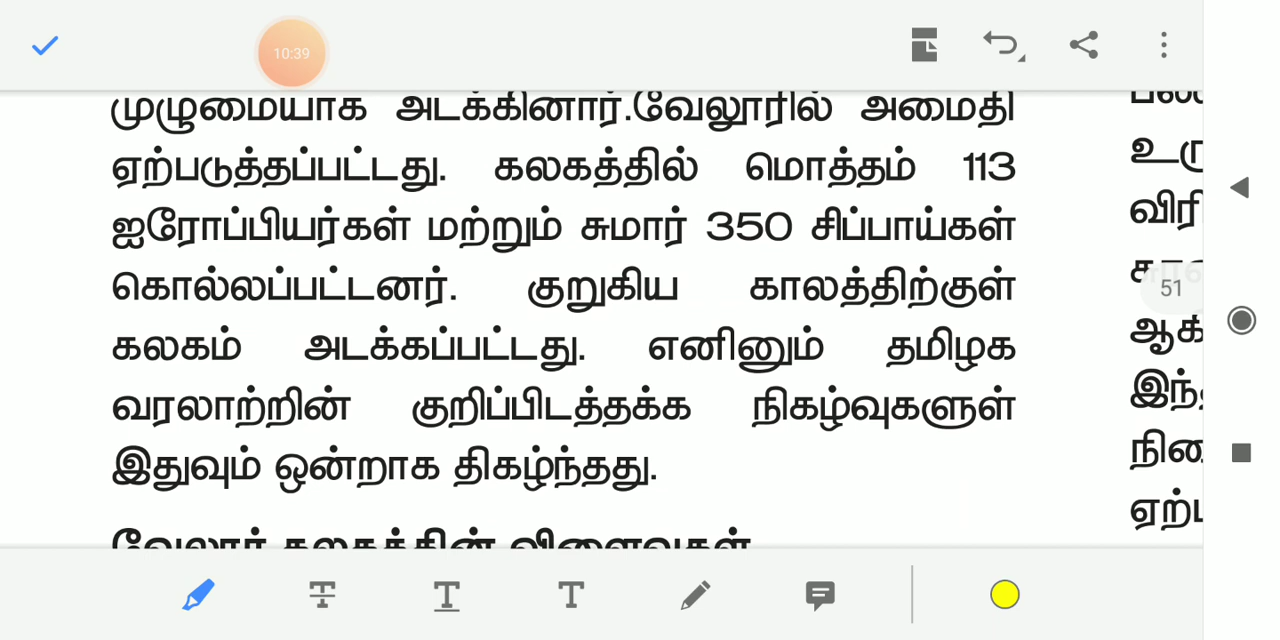 10:39
முழுமையாக அடக்கினார்.வேலூரில் அமைதி
ஏற்படுத்தப்பட்டது. கலகத்தில் மொத்தம் 113
ஐரோப்பியர்கள் மற்றும் சுமார் 350 சிப்பாய்கள்
கொல்லப்பட்டனர். குறுகிய காலத்திற்குள்
கலகம் அடக்கப்பட்டது. எனினும் தமிழக
வரலாற்றின் குறிப்பிடத்தக்க நிகழ்வுகளுள்
இதுவும் ஒன்றாக திகழ்ந்தது.
வேலூர் கலகத்தின் விளைவுகள்
51